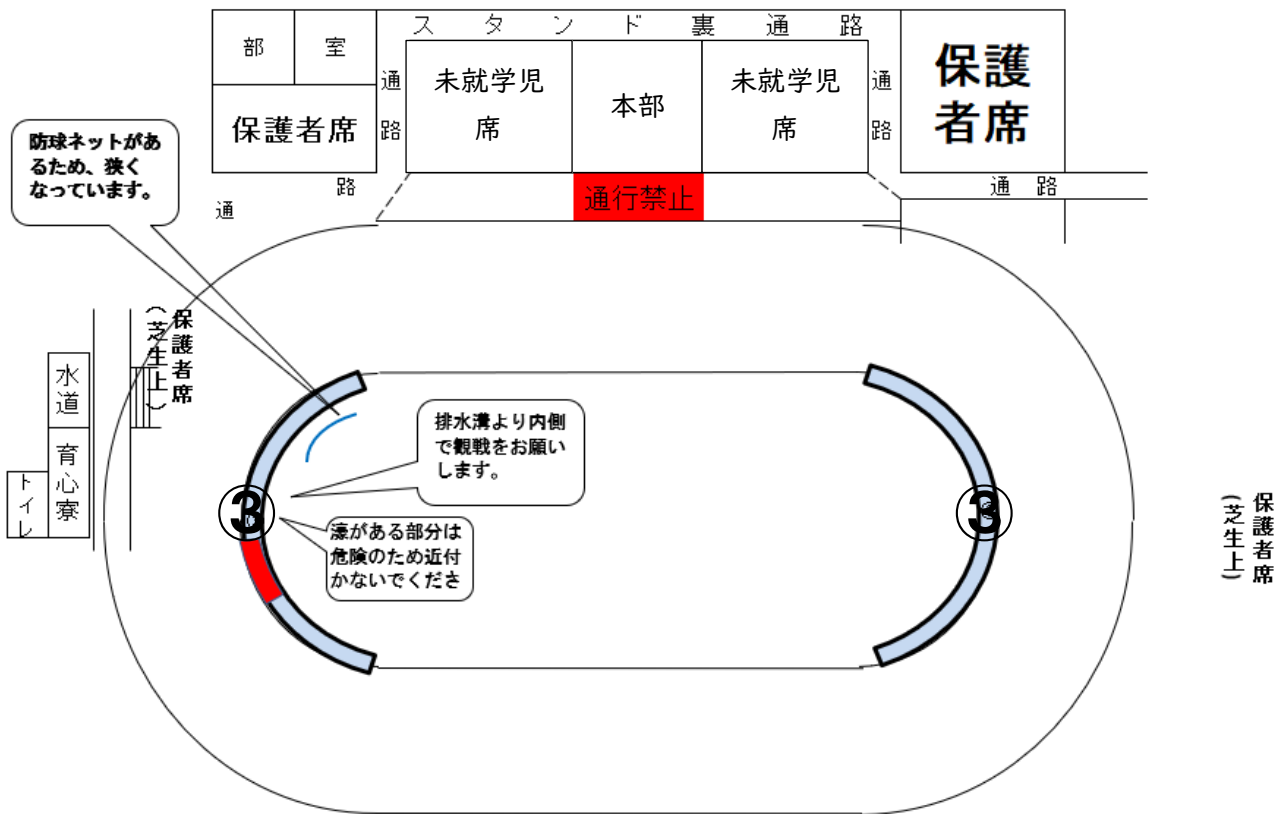 スタンド裏通路
部室
通路
未就学児
席
本部
未就学児
席
通路
保護
者席
保護者席
防球ネットがあ
るため、狭く
なっています。
通路
通行禁止
通路
保護者席
(芝生上)
水道
育心寮
トイレ
排水溝より内側
で観戦をお願い
します。
③
濠がある部分は
危険のため近付
かないでくださ
③
保護者席
(芝生上)